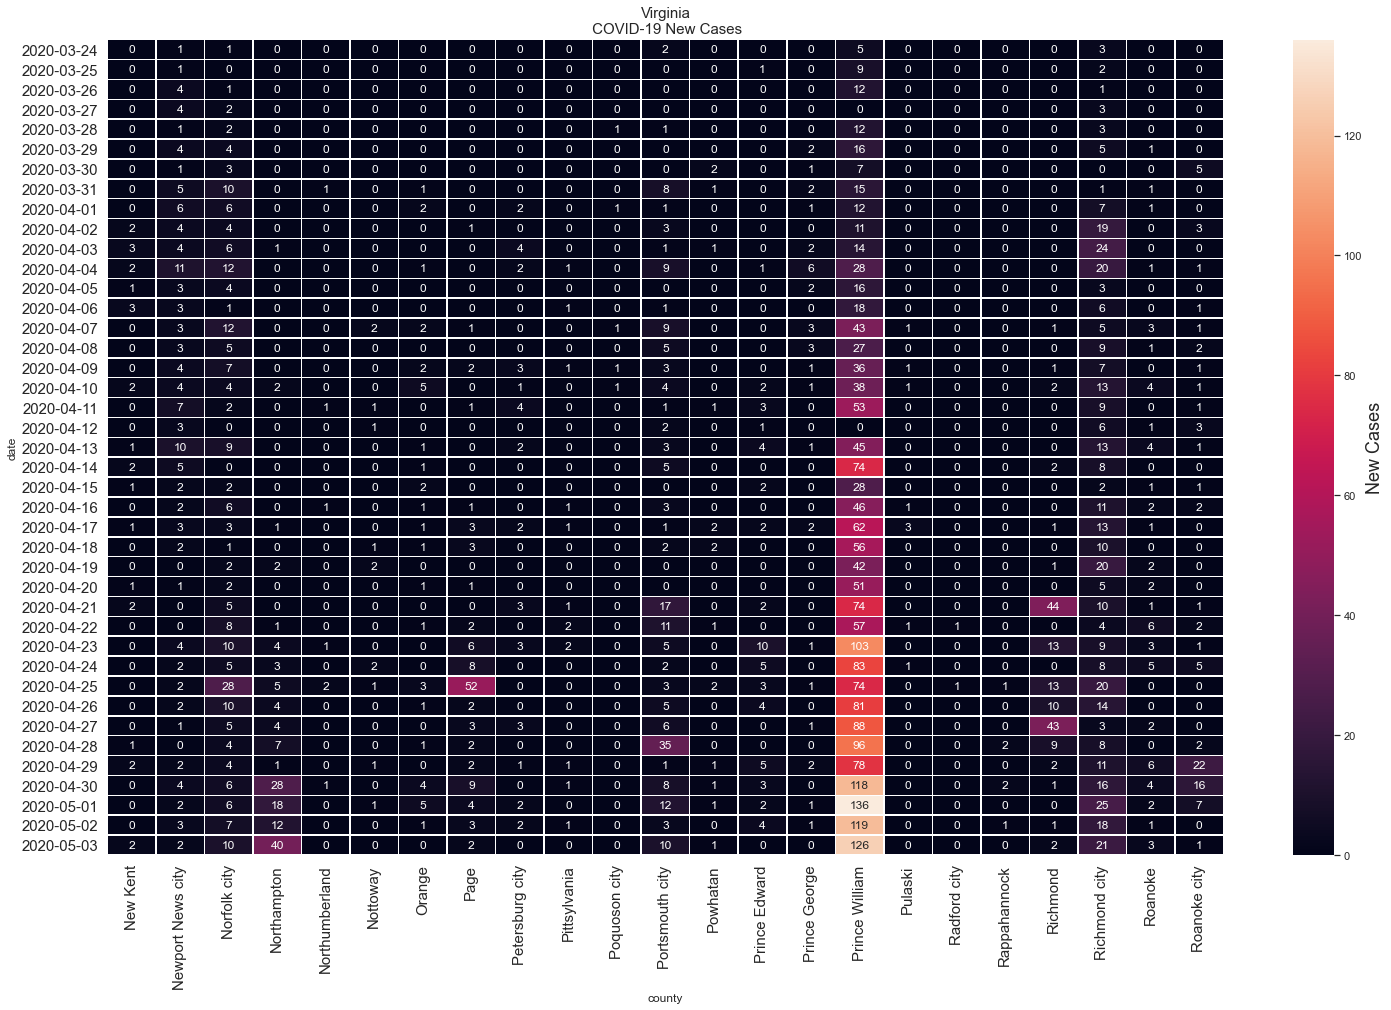 Virginia
COVID-19 New Cases
2020-03-24 0 1 1 0 0 0 0 0 0 0 0 2 0 0 0 5 0 0 0 0 3 0 0
2020-03-25 0 1 0 0 0 0 0 0 0 0 0 0 0 1 0 9 0 0 0 0 2 0 0
2020-03-26 0 4 1 0 0 0 0 0 0 0 0 0 0 0 0 12 0 0 0 0 1 0 0
2020-03-27 0 4 2 0 0 0 0 0 0 0 0 0 0 0 0 0 0 0 0 0 3 0 0
2020-03-28 0 1 2 0 0 0 0 0 0 0 1 1 0 0 0 12 0 0 0 0 3 0 0
2020-03-29 0 4 4 0 0 0 0 0 0 0 0 0 0 0 2 16 0 0 0 0 5 1 0
2020-03-30 0 1 3 0 0 0 0 0 0 0 0 0 2 0 1 7 0 0 0 0 0 0 5
2020-03-31 0 5 10 0 1 0 1 0 0 0 0 8 1 0 2 15 0 0 0 0 1 1 0
2020-04-01 0 6 6 0 0 0 2 0 2 0 1 1 0 0 1 12 0 0 0 0 7 1 0
2020-04-02 2 4 4 0 0 0 0 1 0 0 0 3 0 0 0 11 0 0 0 0 19 0 3
2020-04-03 3 4 6 1 0 0 0 0 4 0 0 1 1 0 2 14 0 0 0 0 24 0 0
2020-04-04 2 11 12 0 0 0 1 0 2 1 0 9 0 1 6 28 0 0 0 0 20 1 1
2020-04-05 1 3 4 0 0 0 0 0 0 0 0 0 0 0 2 16 0 0 0 0 3 0 0
2020-04-06 3 3 1 0 0 0 0 0 0 1 0 1 0 0 0 18 0 0 0 0 6 0 1
2020-04-07 0 3 12 0 0 2 2 1 0 0 1 9 0 0 3 43 1 0 0 1 5 3 1
2020-04-08 0 3 5 0 0 0 0 0 0 0 0 5 0 0 3 27 0 0 0 0 9 1 2
2020-04-09 0 4 7 0 0 0 2 2 3 1 1 3 0 0 1 36 1 0 0 1 7 0 1
2020-04-10 2 4 4 2 0 0 5 0 1 0 1 4 0 2 1 38 1 0 0 2 13 4 1
2020-04-11 0 7 2 0 1 1 0 1 4 0 0 1 1 3 0 53 0 0 0 0 9 0 1
2020-04-12 0 3 0 0 0 1 0 0 0 0 0 2 0 1 0 0 0 0 0 0 6 1 3
2020-04-13 1 10 9 0 0 0 1 0 2 0 0 3 0 4 1 45 0 0 0 0 13 4 1
2020-04-14 2 5 0 0 0 0 1 0 0 0 0 5 0 0 0 74 0 0 0 2 8 0 0
2020-04-15 1 2 2 0 0 0 2 0 0 0 0 0 0 2 0 28 0 0 0 0 2 1 1
2020-04-16 0 2 6 0 1 0 1 1 0 1 0 3 0 0 0 46 1 0 0 0 11 2 2
2020-04-17 1 3 3 1 0 0 1 3 2 1 0 1 2 2 2 62 3 0 0 1 13 1 0
2020-04-18 0 2 1 0 0 1 1 3 0 0 0 2 2 0 0 56 0 0 0 0 10 0 0
2020-04-19 0 0 2 2 0 2 0 0 0 0 0 0 0 0 0 42 0 0 0 1 20 2 0
2020-04-20 1 1 2 0 0 0 1 1 0 0 0 0 0 0 0 51 0 0 0 0 5 2 0
2020-04-21 2 0 5 0 0 0 0 0 3 1 0 17 0 2 0 74 0 0 0 44 10 1 1
2020-04-22 0 0 8 1 0 0 1 2 0 2 0 11 1 0 0 57 1 1 0 0 4 6 2
2020-04-23 0 4 10 4 1 0 0 6 3 2 0 5 0 10 1 103 0 0 0 13 9 3 1
2020-04-24 0 2 5 3 0 2 0 8 0 0 0 2 0 5 0 83 1 0 0 0 8 5 5
2020-04-25 0 2 28 5 2 1 3 52 0 0 0 3 2 3 1 74 0 1 1 13 20 0 0
2020-04-26 0 2 10 4 0 0 1 2 0 0 0 5 0 4 0 81 0 0 0 10 14 0 0
2020-04-27 0 1 5 4 0 0 0 3 3 0 0 6 0 0 1 88 0 0 0 43 3 2 0
2020-04-28 1 0 4 7 0 0 1 2 0 0 0 35 0 0 0 96 0 0 2 9 8 0 2
2020-04-29 2 2 4 1 0 1 0 2 1 1 0 1 1 5 2 78 0 0 0 2 11 6 22
2020-04-30 0 4 6 28 1 0 4 9 0 1 0 8 1 3 0 118 0 0 2 1 16 4 16
2020-05-01 0 2 6 18 0 1 5 4 2 0 0 12 1 2 1 136 0 0 0 0 25 2 7
2020-05-02 0 3 7 12 0 0 1 3 2 1 0 3 0 4 1 119 0 0 1 1 18 1 0
2020-05-03 2 2 10 40 0 0 0 2 0 0 0 10 1 0 0 126 0 0 0 2 21 3 1
date
New Kent
Newport News city
Norfolk city
Northampton
Northumberland
Nottoway
Orange
Page
Petersburg city
Pittsylvania
Poquoson city
Portsmouth city
Powhatan
Prince Edward
Prince George
Prince William
Pulaski
Radford city
Rappahannock
Richmond
Richmond city
Roanoke
Roanoke city
county
120
100
80
60
40
20
0
New Cases